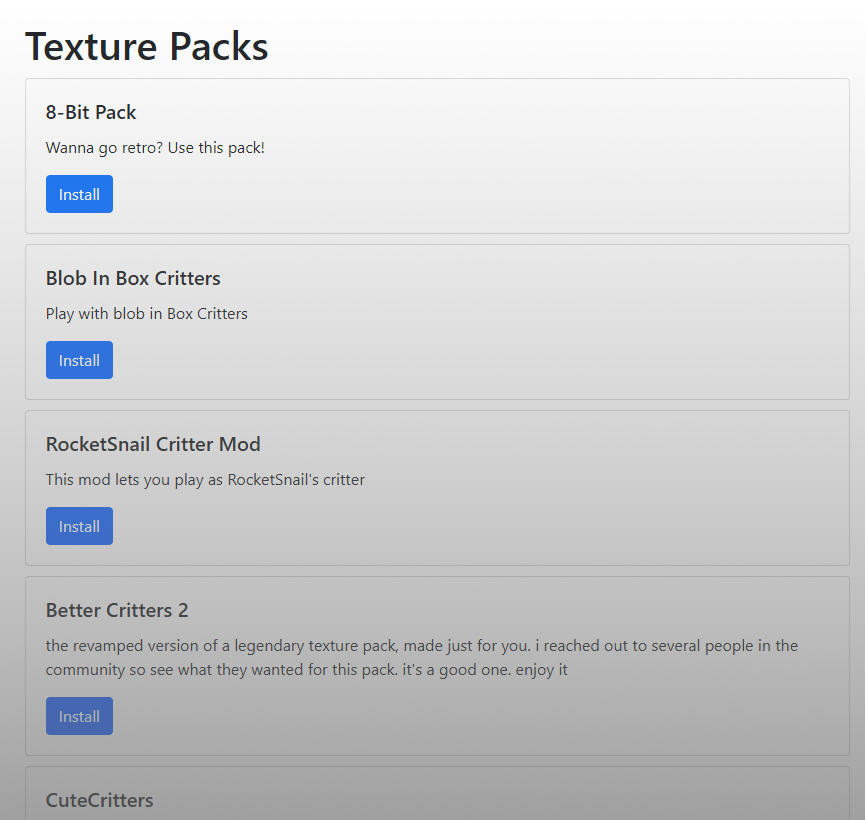 Texture Packs
8-Bit Pack
Wanna go retro? Use this pack!
Install
Blob In Box Critters
Play with blob in Box Critters
Install
RocketSnail Critter Mod
This mod lets you play as RocketSnail's critter
Install
Better Critters 2
the revamped version of a legendary texture pack, made just for you. i reached out to several people in the
community so see what they wanted for this pack. it's a good one. enjoy it
Install
CuteCritters